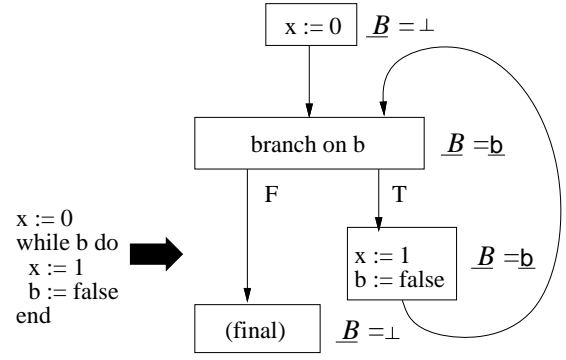 x := 0
B = ⊥
branch on b
B = b
F
T
x := 0
while b do
x := 1
b := false
end
x := 1
b := false
B = b
(final)
B = ⊥